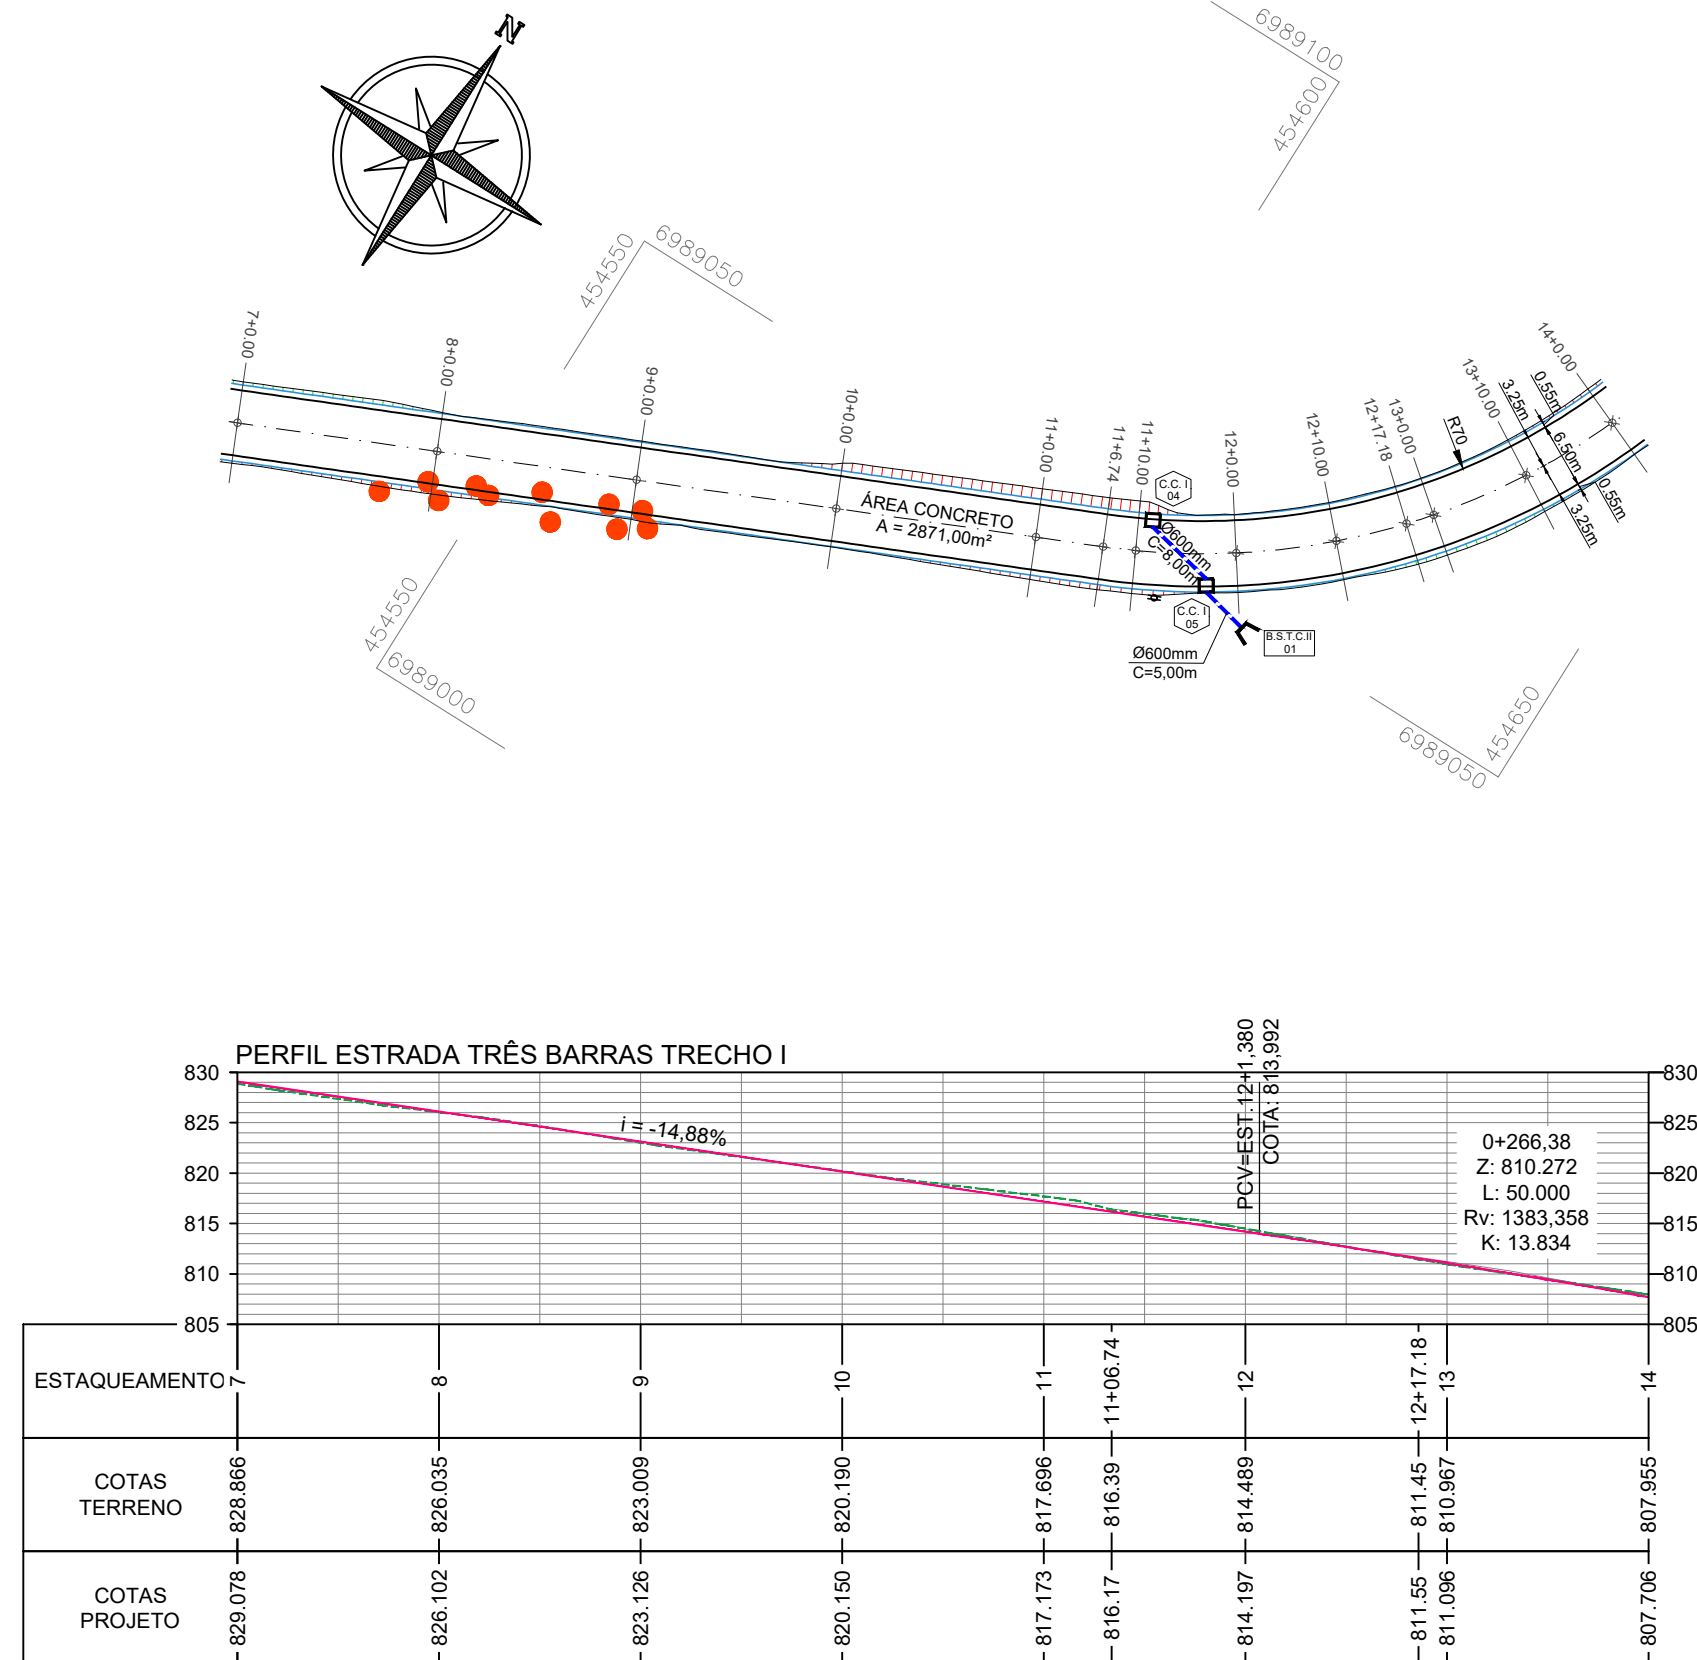 N
6989100
454600
454550
6989050
7+0.00
8+0.00
9+0.00
10+0.00
11+0.00
11+6.74
11+10.00
12+0.00
12+10.00
12+17.18
13+0.00
13+10.00
14+0.00
3.25m
0.55m
R70
6.50m
0.55m
3.25m
C.C. I
04
ÁREA CONCRETO
A = 2871,00m²
Ø600mm
C=8,00m
C.C. I
05
B.S.T.C.II
01
Ø600mm
C=5,00m
454550
6989000
6989050
454650
PERFIL ESTRADA TRÊS BARRAS TRECHO I
PCV=EST.12+1,380
COTA: 813,992
830
825
820
815
810
805
830
825
820
815
810
805
i = -14,88%
0+266,38
Z: 810.272
L: 50.000
Rv: 1383,358
K: 13.834
ESTAQUEAMENTO 7 8 9 10 11 11+06.74 12 12+17.18 13 14
COTAS
TERRENO
828.866 826.035 823.009 820.190 817.696 816.39 814.489 811.45 810.967 807.955
COTAS
PROJETO
829.078 826.102 823.126 820.150 817.173 816.17 814.197 811.55 811.096 807.706